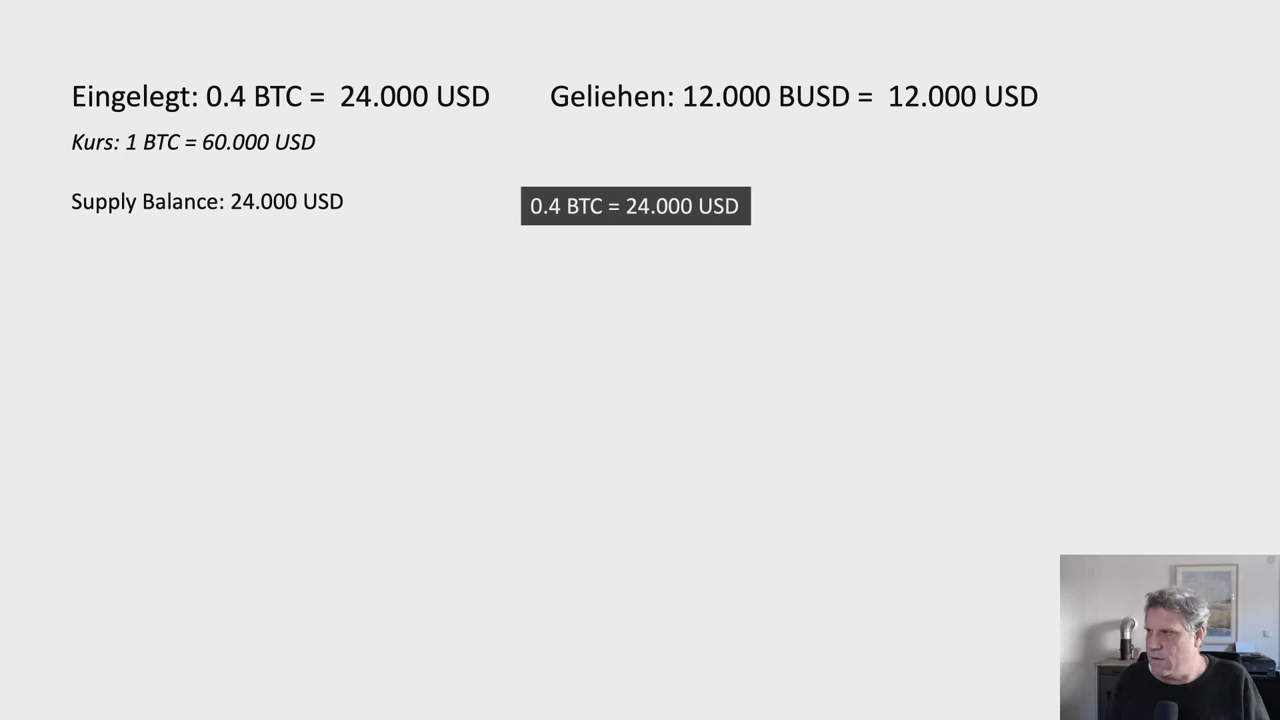 Eingelegt: 0.4 BTC = 24.000 USD
Geliehen: 12.000 BUSD = 12.000 USD
Kurs: 1 BTC = 60.000 USD
Supply Balance: 24.000 USD
0.4 BTC = 24.000 USD